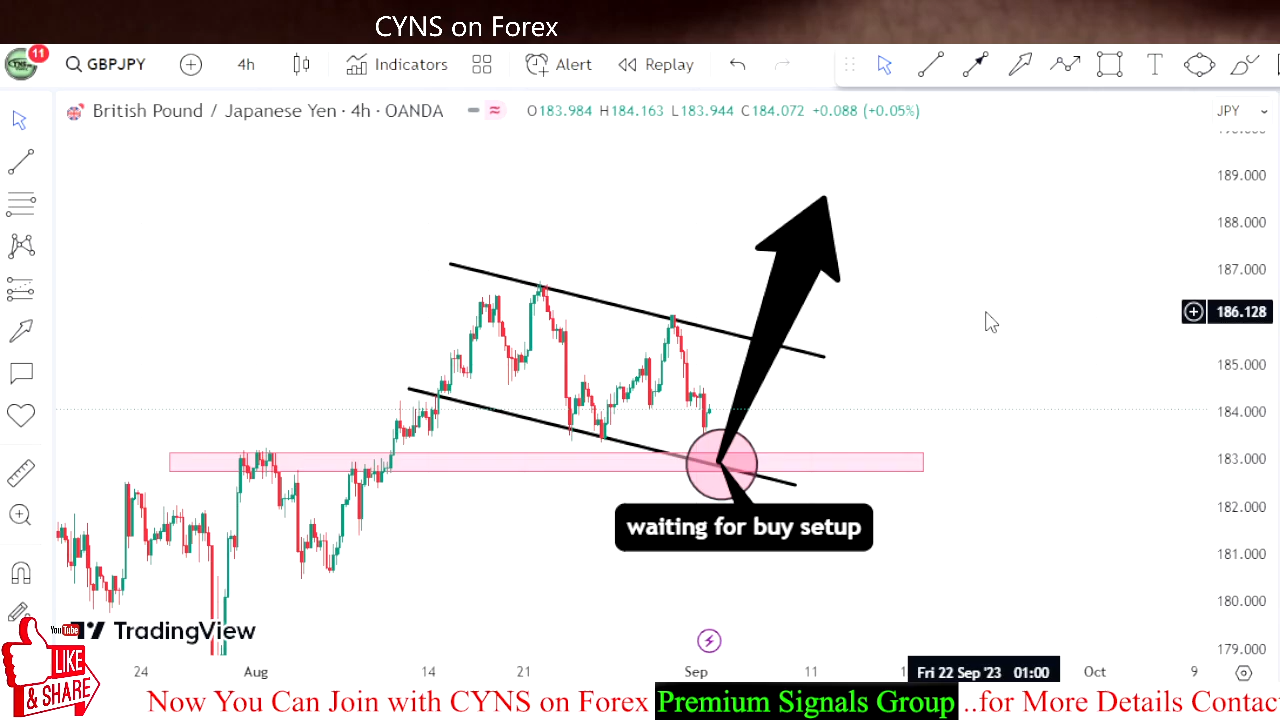 CYNS on Forex
11
GBPJPY
4h
Indicators
Alert
Replay
British Pound / Japanese Yen · 4h · OANDA
O183.984 H184.163 L183.944 C184.072 +0.088 (+0.05%)
JPY
189.000
188.000
187.000
186.128
185.000
184.000
183.000
182.000
181.000
180.000
179.000
waiting for buy setup
TradingView
24
Aug
14
21
Sep
11
Fri 22 Sep '23 01:00
Oct
9
YouTube
LIKE
& SHARE
Now You Can Join with CYNS on Forex Premium Signals Group ..for More Details Contac